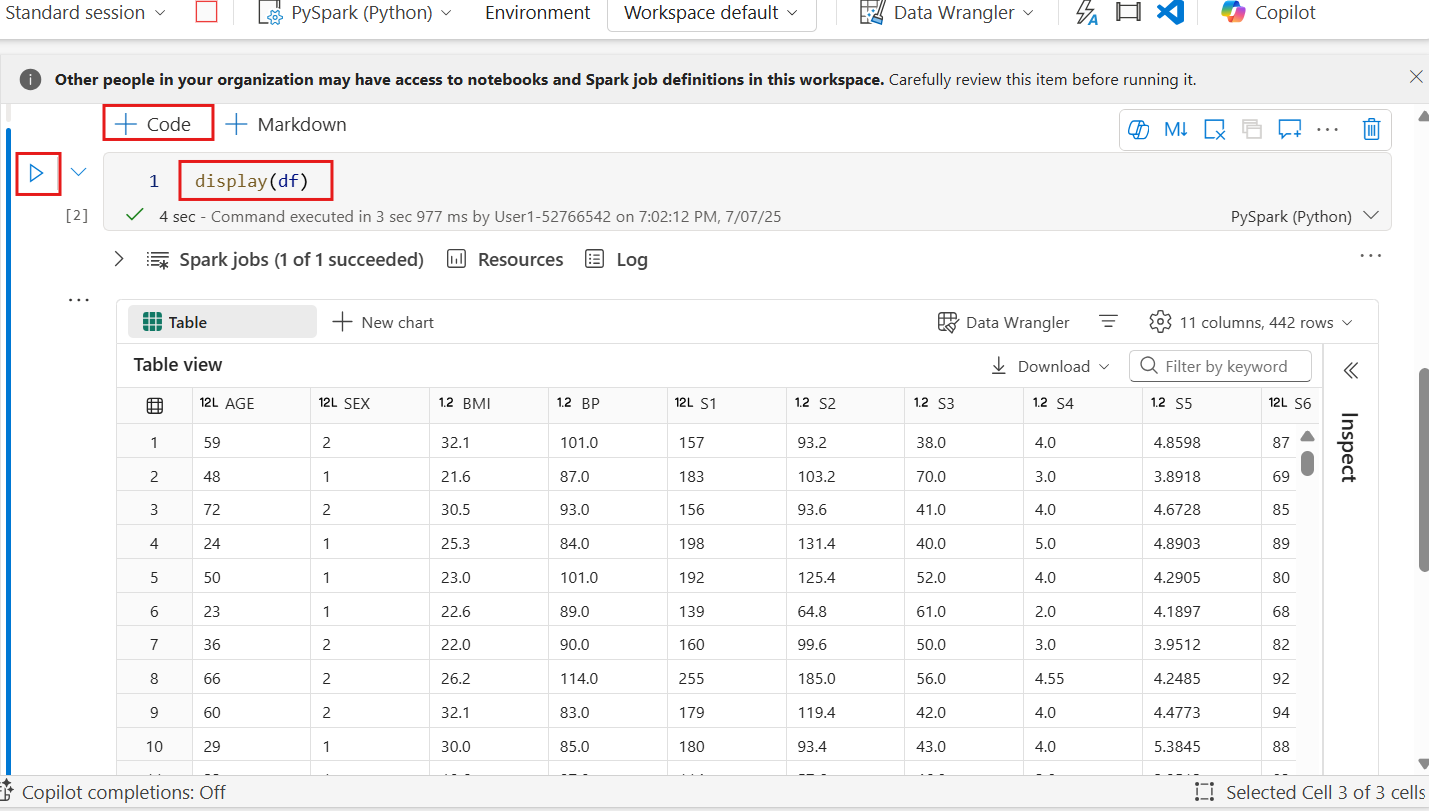 Standard session PySpark (Python) Environment Workspace default Data Wrangler Copilot
Other people in your organization may have access to notebooks and Spark job definitions in this workspace. Carefully review this item before running it.
+ Code + Markdown M↓ ...
1 display(df)
[2] 4 sec - Command executed in 3 sec 977 ms by User1-52766542 on 7:02:12 PM, 7/07/25 PySpark (Python)
Spark jobs (1 of 1 succeeded) Resources Log ...
...
Table + New chart Data Wrangler 11 columns, 442 rows
Table view Download Filter by keyword
12L AGE 12L SEX 1.2 BMI 1.2 BP 12L S1 1.2 S2 1.2 S3 1.2 S4 1.2 S5 12L S6
Inspect
1 59 2 32.1 101.0 157 93.2 38.0 4.0 4.8598 87
2 48 1 21.6 87.0 183 103.2 70.0 3.0 3.8918 69
3 72 2 30.5 93.0 156 93.6 41.0 4.0 4.6728 85
4 24 1 25.3 84.0 198 131.4 40.0 5.0 4.8903 89
5 50 1 23.0 101.0 192 125.4 52.0 4.0 4.2905 80
6 23 1 22.6 89.0 139 64.8 61.0 2.0 4.1897 68
7 36 2 22.0 90.0 160 99.6 50.0 3.0 3.9512 82
8 66 2 26.2 114.0 255 185.0 56.0 4.55 4.2485 92
9 60 2 32.1 83.0 179 119.4 42.0 4.0 4.4773 94
10 29 1 30.0 85.0 180 93.4 43.0 4.0 5.3845 88
Copilot completions: Off Selected Cell 3 of 3 cells